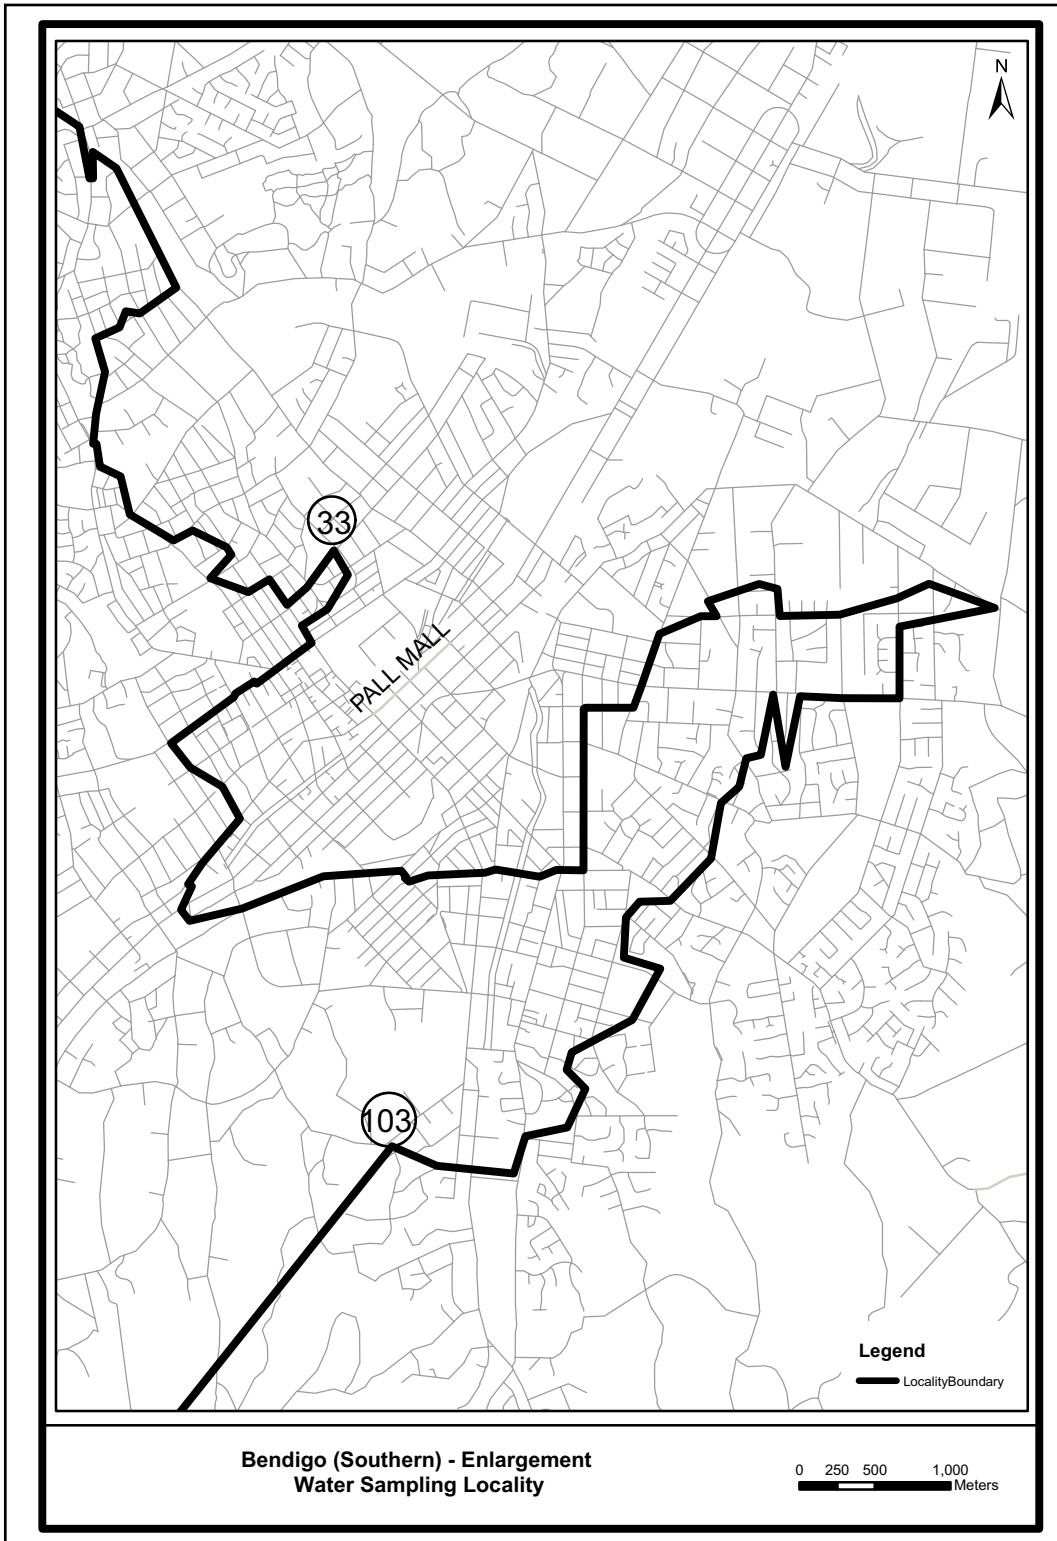 N
33
PALL MALL
103
Legend
LocalityBoundary
Bendigo (Southern) - Enlargement
Water Sampling Locality
0 250 500 1,000
Meters